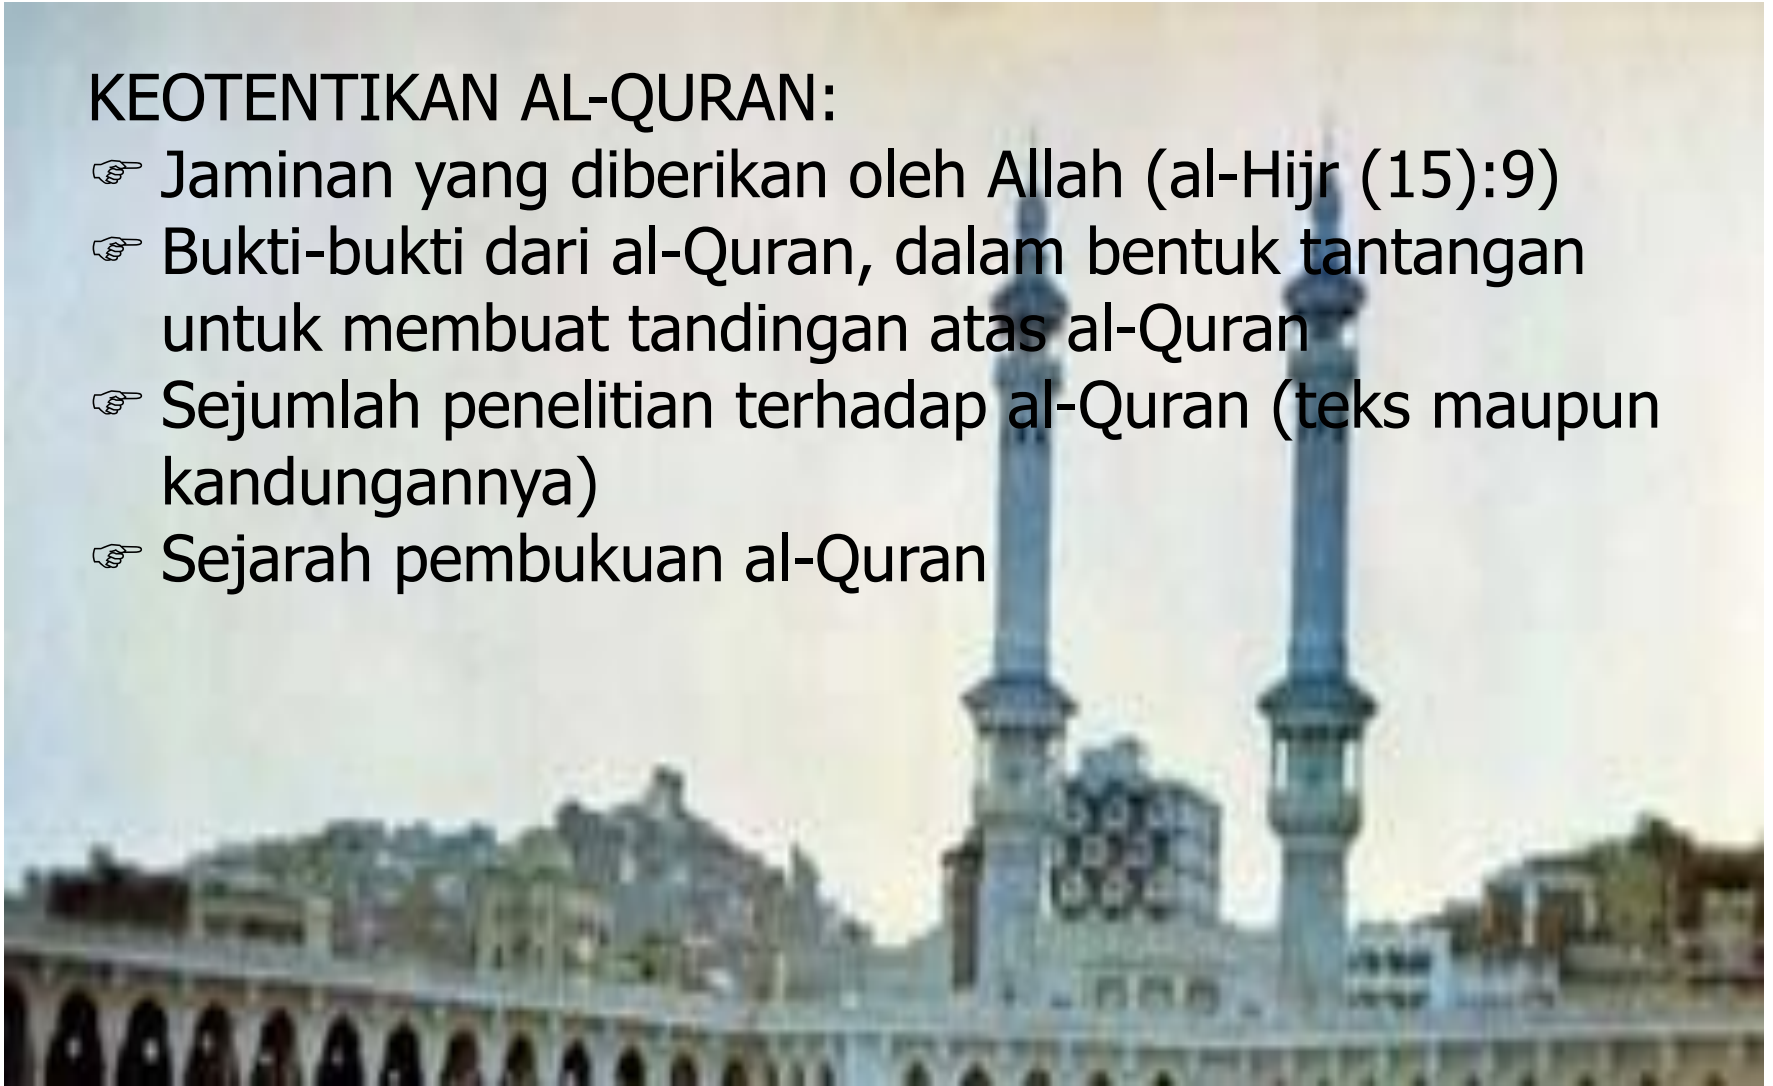 KEOTENTIKAN AL-QURAN:
☞ Jaminan yang diberikan oleh Allah (al-Hijr (15):9)
☞ Bukti-bukti dari al-Quran, dalam bentuk tantangan
untuk membuat tandingan atas al-Quran
☞ Sejumlah penelitian terhadap al-Quran (teks maupun
kandungannya)
☞ Sejarah pembukuan al-Quran